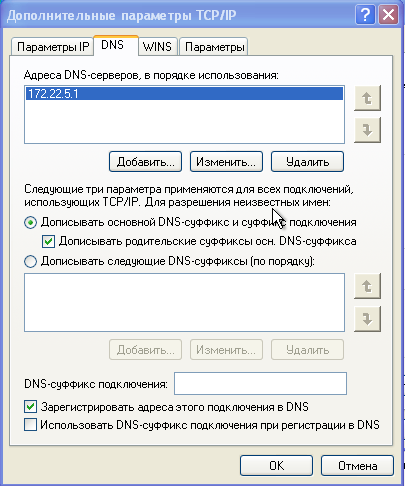 Дополнительные параметры TCP/IP
Параметры IP
DNS
WINS
Параметры
Адреса DNS-серверов, в порядке использования:
172.22.5.1
Добавить...
Изменить...
Удалить
Следующие три параметра применяются для всех подключений,
использующих TCP/IP. Для разрешения неизвестных имен:
Дописывать основной DNS-суффикс и суффикс подключения
Дописывать родительские суффиксы осн. DNS-суффикса
Дописывать следующие DNS-суффиксы (по порядку):
Добавить...
Изменить...
Удалить
DNS-суффикс подключения:
Зарегистрировать адреса этого подключения в DNS
Использовать DNS-суффикс подключения при регистрации в DNS
OK
Отмена